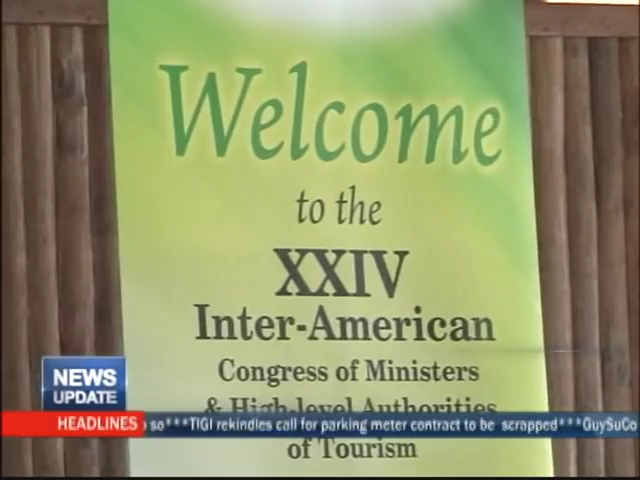 Welcome
to the
XXIV
Inter-American
Congress of Ministers
& High-level Authorities
of Tourism
NEWS
UPDATE
HEADLINES
so***TIGI rekindles call for parking meter contract to be scrapped***GuySuCo